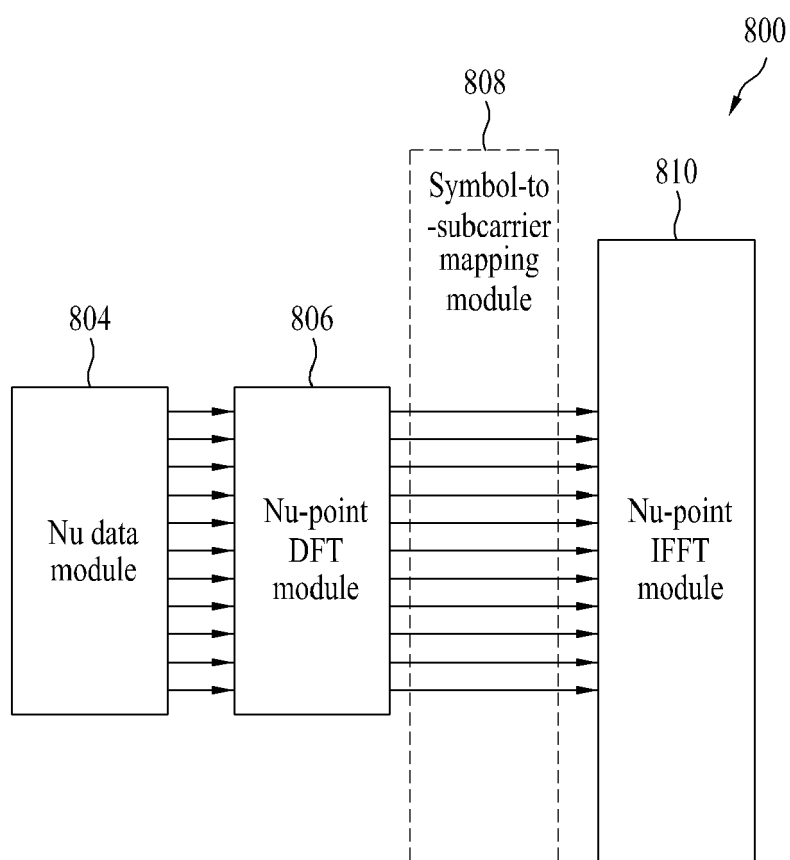 800
808
810
Symbol-to
-subcarrier
mapping
module
804
806
Nu data
module
Nu-point
DFT
module
Nu-point
IFFT
module